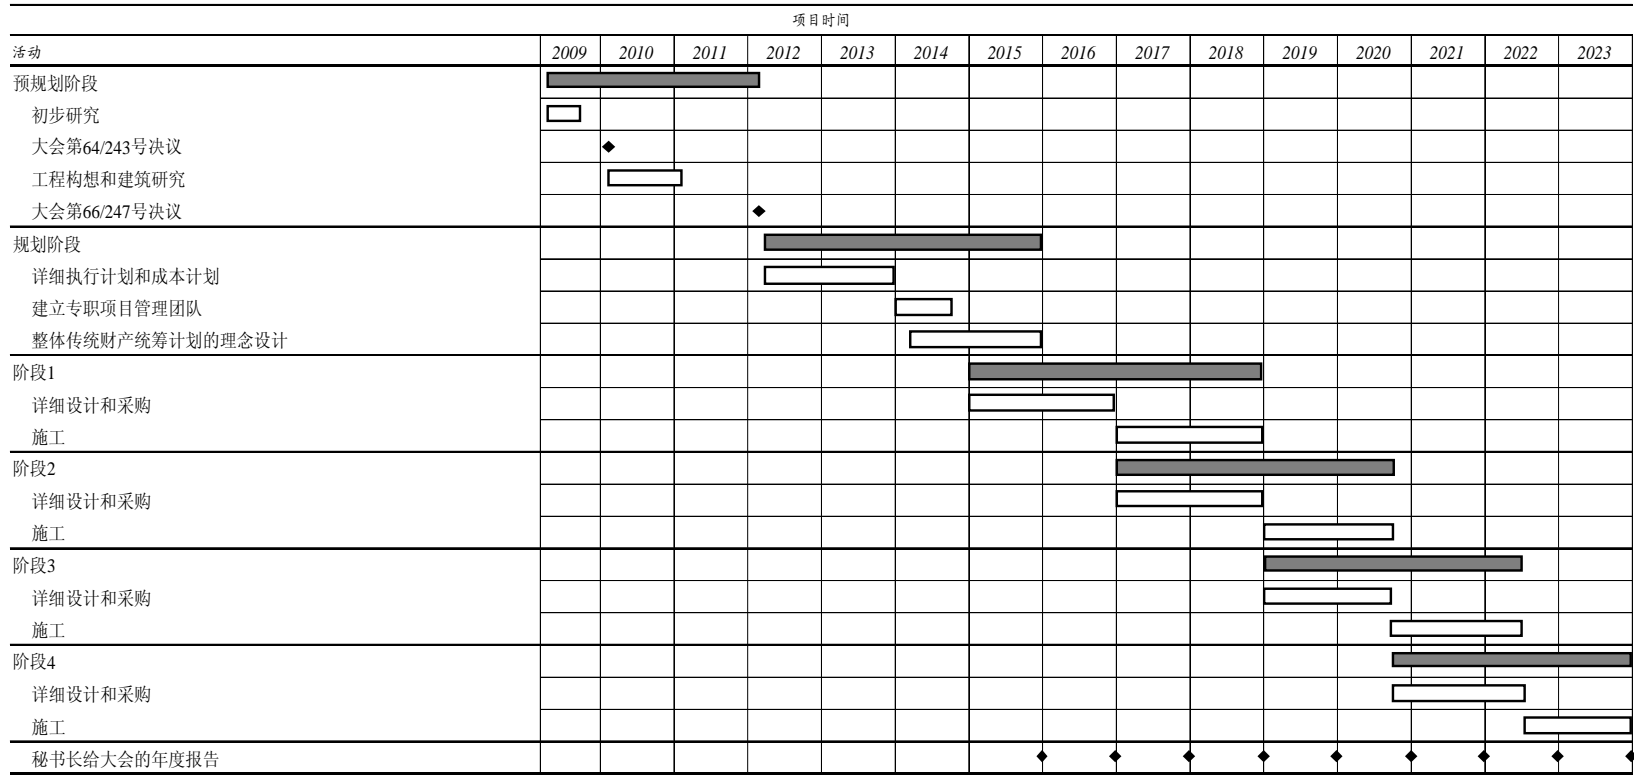 项目时间
活动 2009 2010 2011 2012 2013 2014 2015 2016 2017 2018 2019 2020 2021 2022 2023
预规划阶段
初步研究
大会第64/243号决议
工程构想和建筑研究
大会第66/247号决议
规划阶段
详细执行计划和成本计划
建立专职项目管理团队
整体传统财产统筹计划的理念设计
阶段1
详细设计和采购
施工
阶段2
详细设计和采购
施工
阶段3
详细设计和采购
施工
阶段4
详细设计和采购
施工
秘书长给大会的年度报告